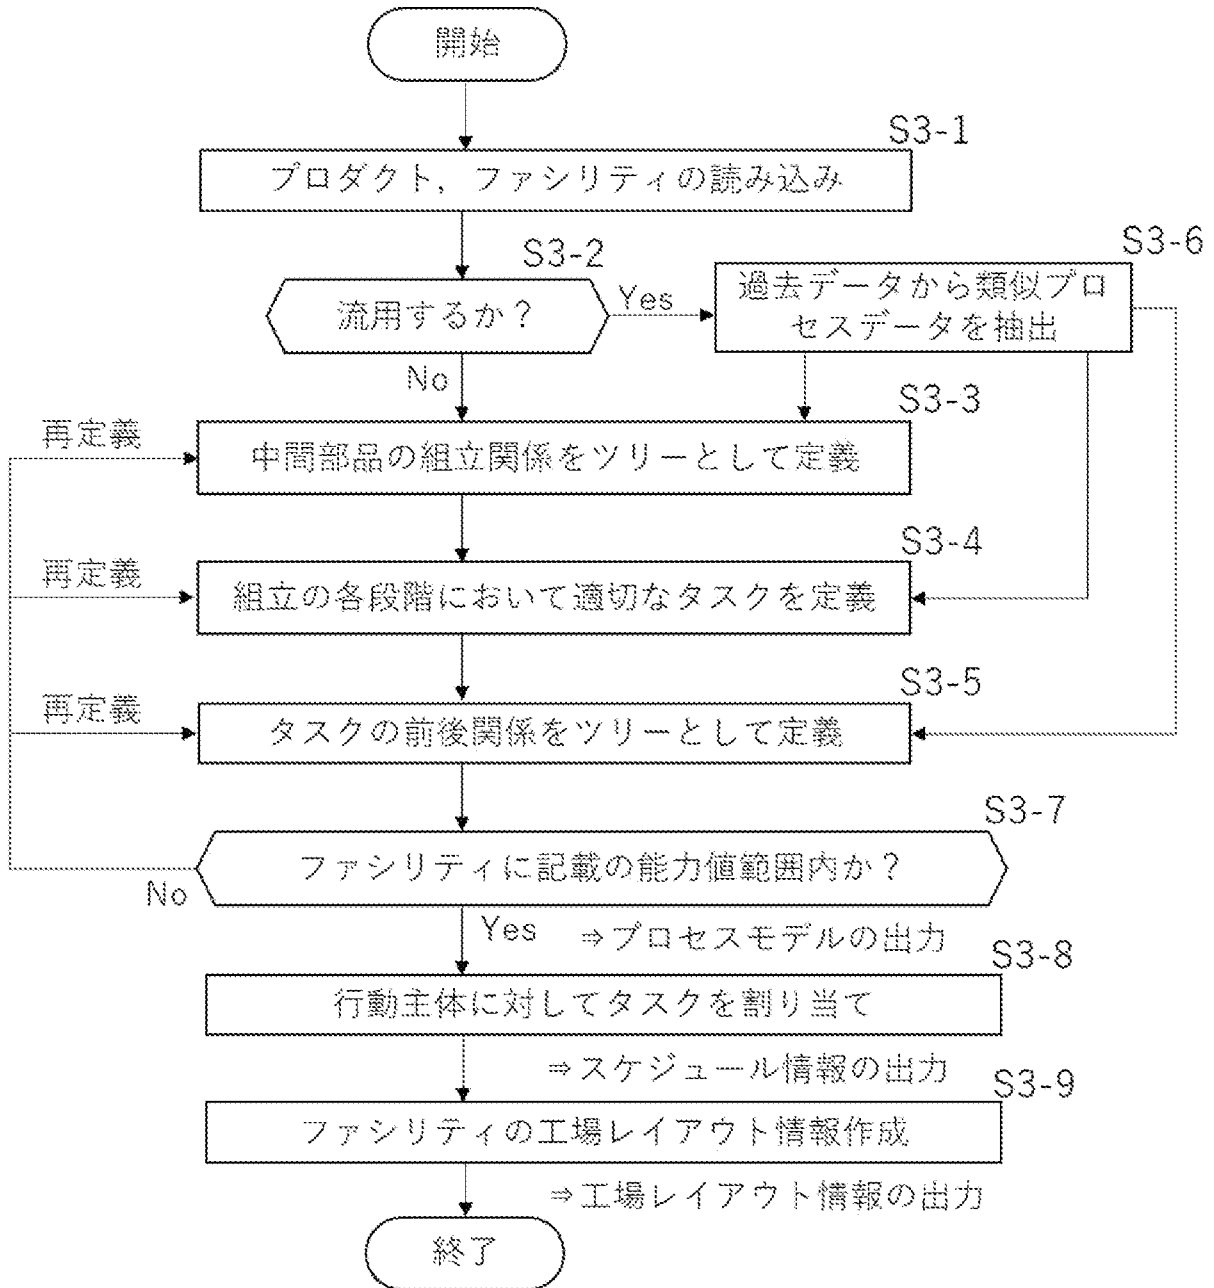 開始
S3-1
プロダクト，ファシリティの読み込み
S3-2
流用するか？
Yes
No
S3-6
過去データから類似プロ
セスデータを抽出
再定義
S3-3
中間部品の組立関係をツリーとして定義
再定義
S3-4
組立の各段階において適切なタスクを定義
再定義
S3-5
タスクの前後関係をツリーとして定義
S3-7
ファシリティに記載の能力値範囲内か？
No
Yes
⇒プロセスモデルの出力
S3-8
行動主体に対してタスクを割り当て
⇒スケジュール情報の出力
S3-9
ファシリティの工場レイアウト情報作成
⇒工場レイアウト情報の出力
終了